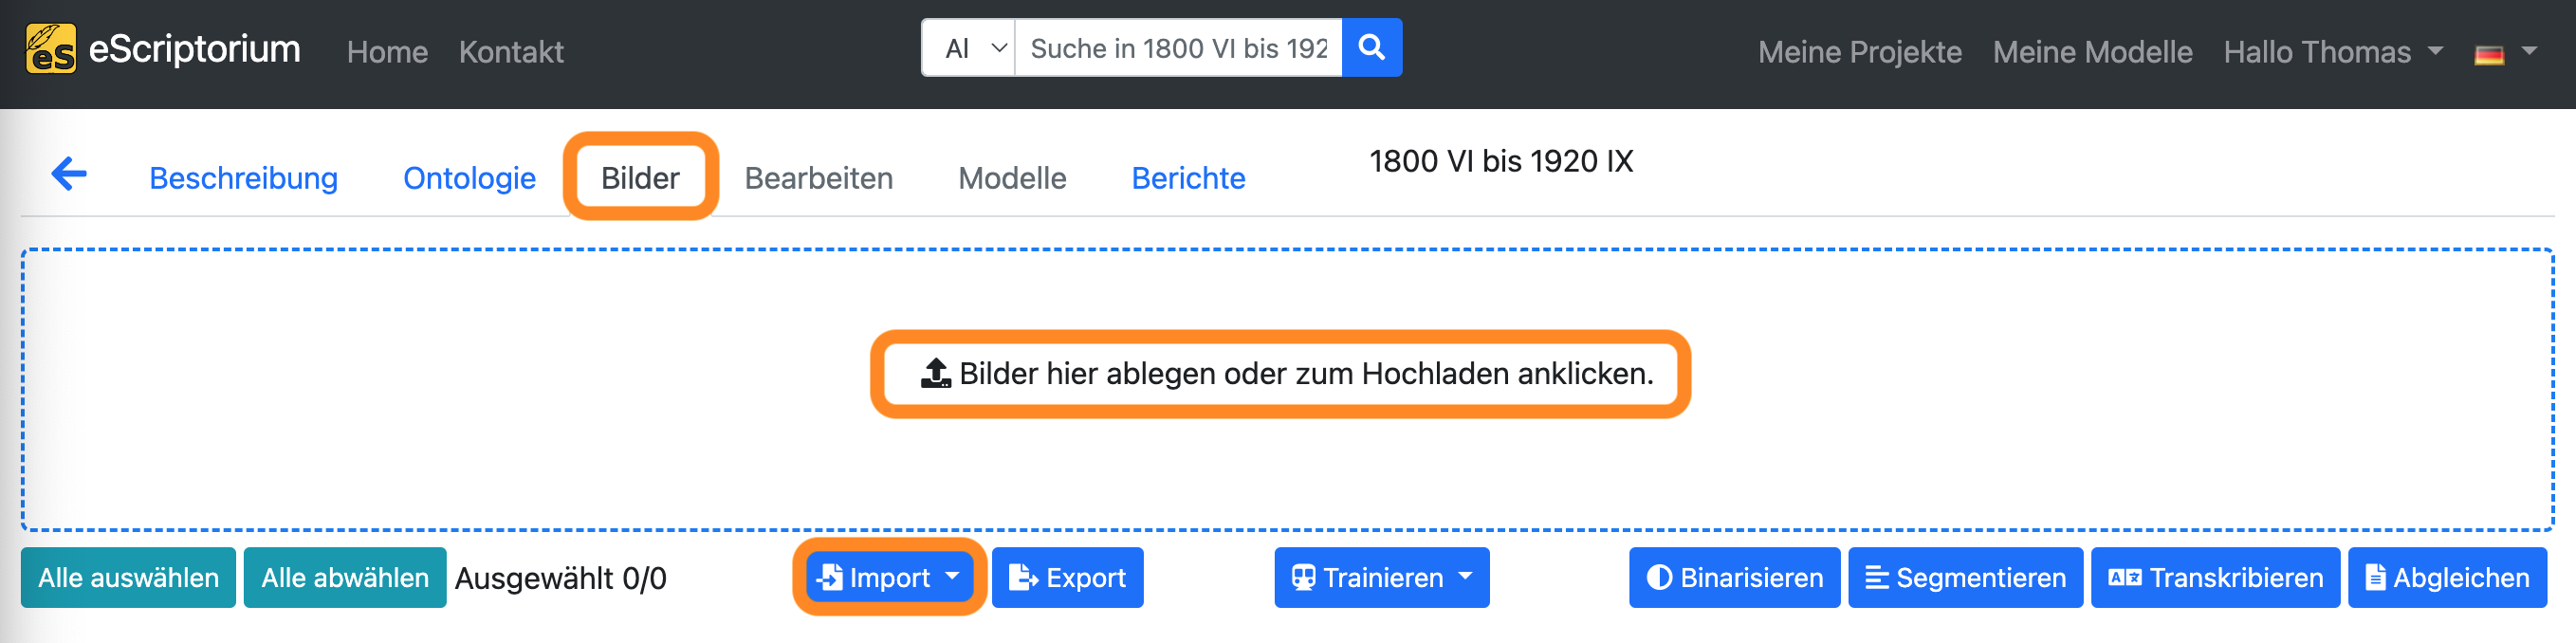 es eScriptorium Home Kontakt Al Suche in 1800 VI bis 192 Meine Projekte Meine Modelle Hallo Thomas
Beschreibung Ontologie Bilder Bearbeiten Modelle Berichte 1800 VI bis 1920 IX
Bilder hier ablegen oder zum Hochladen anklicken.
Alle auswählen Alle abwählen Ausgewählt 0/0 Import Export Trainieren Binarisieren Segmentieren Transkribieren Abgleichen